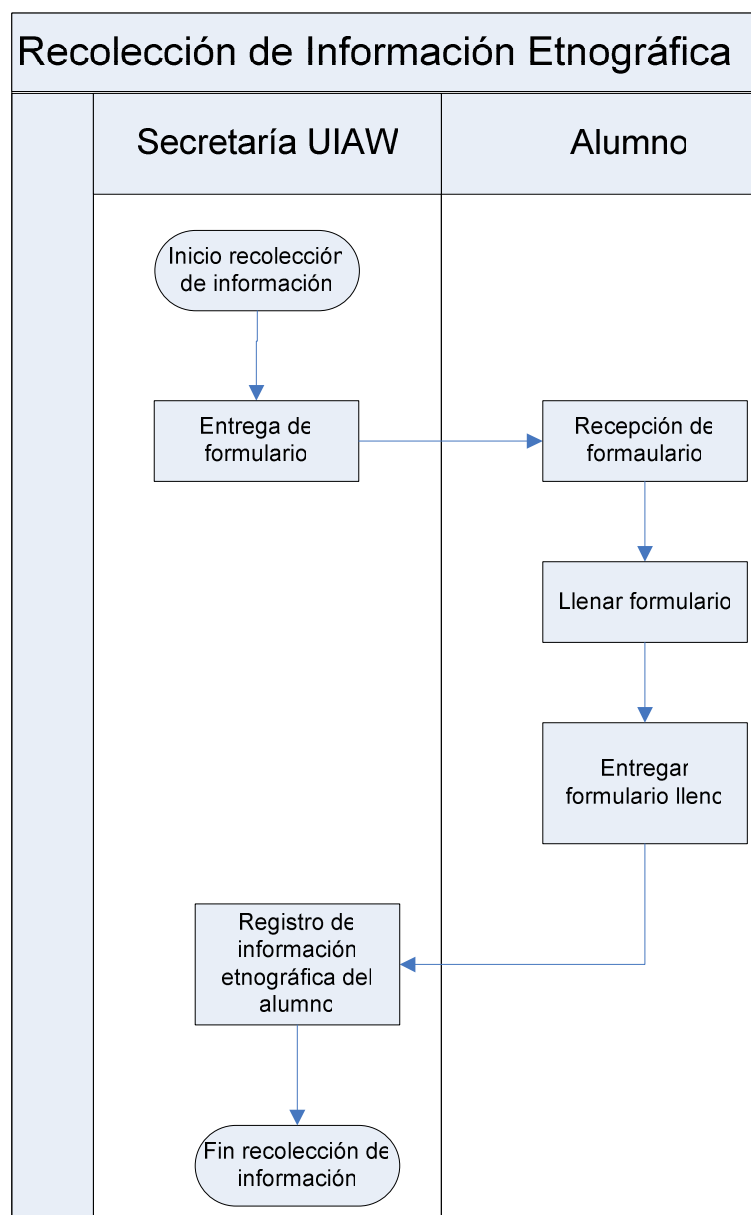 Recolección de Información Etnográfica
Secretaría UIAW
Alumno
Inicio recolección
de información
Entrega de
formulario
Recepción de
formaulario
Llenar formulario
Entregar
formulario lleno
Registro de
información
etnográfica del
alumno
Fin recolección de
información